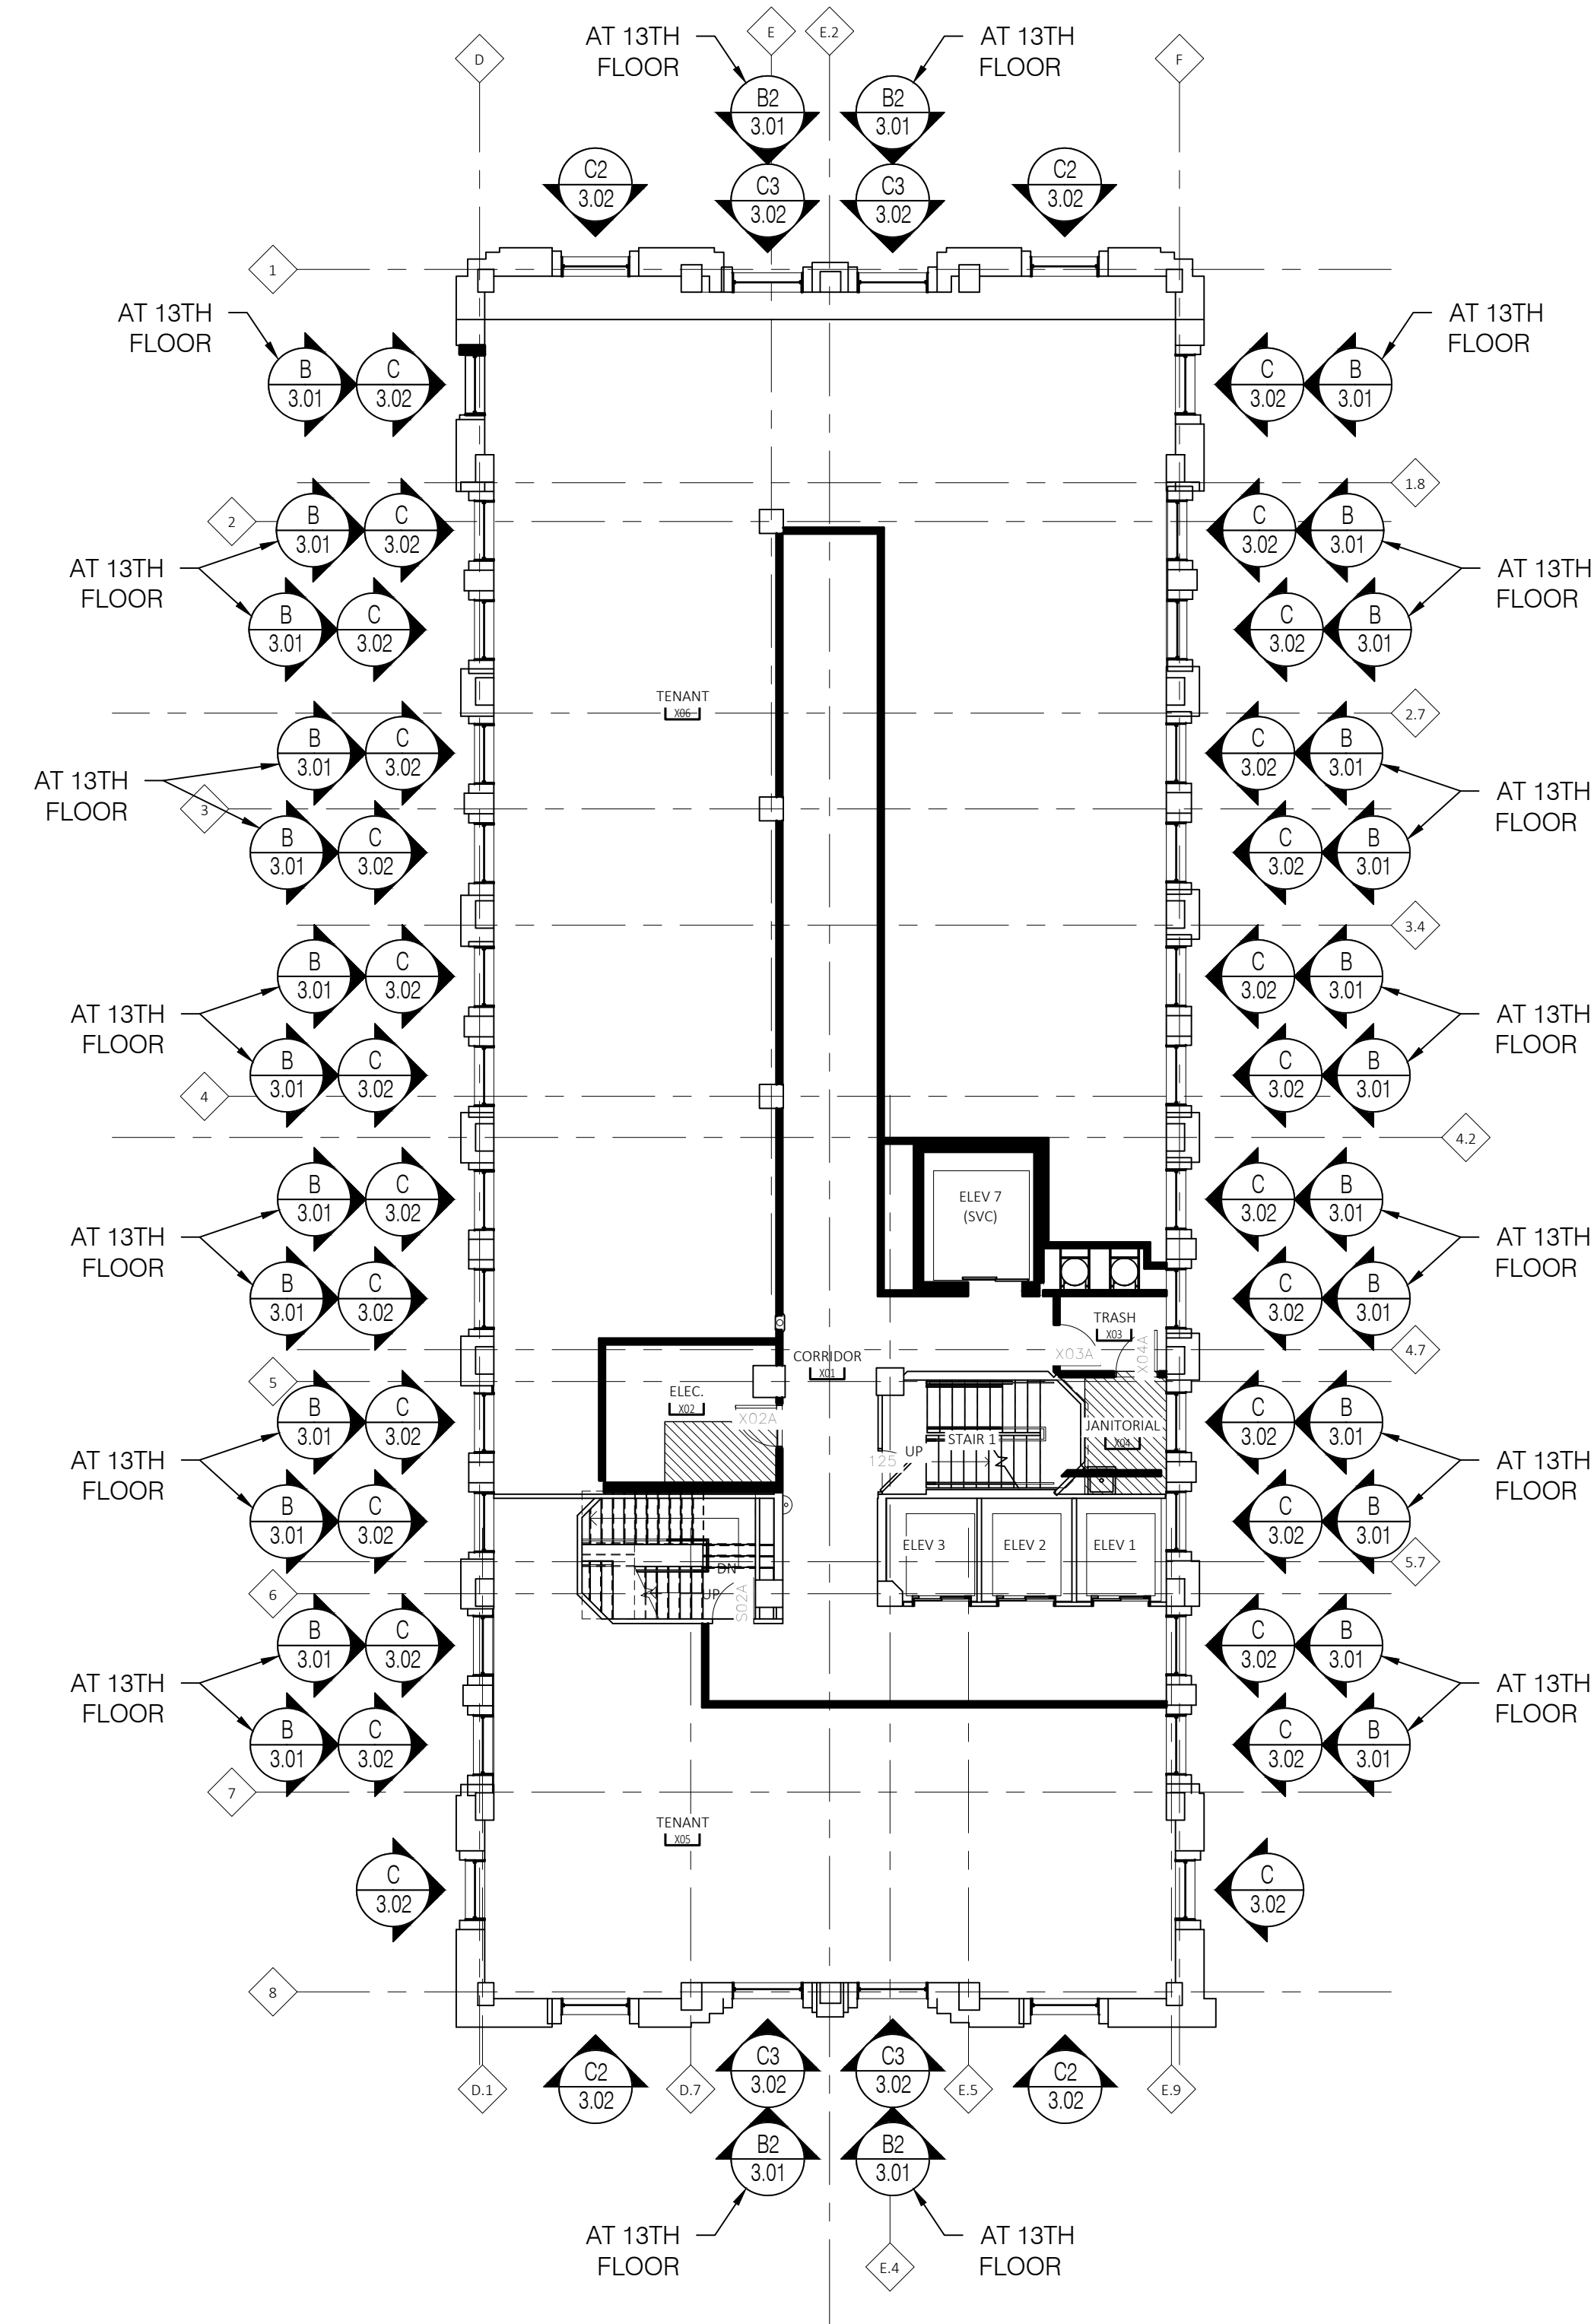 E
E.2
AT 13TH
FLOOR
AT 13TH
FLOOR
D
F
B2
3.01
B2
3.01
C2
3.02
C3
3.02
C3
3.02
C2
3.02
1
AT 13TH
FLOOR
AT 13TH
FLOOR
B
3.01
C
3.02
C
3.02
B
3.01
1.8
2
B
3.01
C
3.02
C
3.02
B
3.01
AT 13TH
FLOOR
AT 13TH
FLOOR
B
3.01
C
3.02
C
3.02
B
3.01
TENANT
X06
2.7
B
3.01
C
3.02
C
3.02
B
3.01
AT 13TH
FLOOR
3
AT 13TH
FLOOR
B
3.01
C
3.02
C
3.02
B
3.01
3.4
B
3.01
C
3.02
C
3.02
B
3.01
AT 13TH
FLOOR
AT 13TH
FLOOR
B
3.01
C
3.02
C
3.02
B
3.01
4
4.2
B
3.01
C
3.02
ELEV 7
(SVC)
C
3.02
B
3.01
AT 13TH
FLOOR
AT 13TH
FLOOR
B
3.01
C
3.02
C
3.02
B
3.01
TRASH
X03
X03A
X04A
4.7
CORRIDOR
X01
5
ELEC.
X02
X02A
B
3.01
C
3.02
C
3.02
B
3.01
JANITORIAL
X04
STAIR 1
UP
125
AT 13TH
FLOOR
AT 13TH
FLOOR
B
3.01
C
3.02
C
3.02
B
3.01
ELEV 3
ELEV 2
ELEV 1
5.7
DN
UP
S02A
6
B
3.01
C
3.02
C
3.02
B
3.01
AT 13TH
FLOOR
AT 13TH
FLOOR
B
3.01
C
3.02
C
3.02
B
3.01
7
TENANT
X05
C
3.02
C
3.02
8
C2
3.02
C3
3.02
C3
3.02
C2
3.02
D.1
D.7
E.5
E.9
B2
3.01
B2
3.01
AT 13TH
FLOOR
AT 13TH
FLOOR
E.4